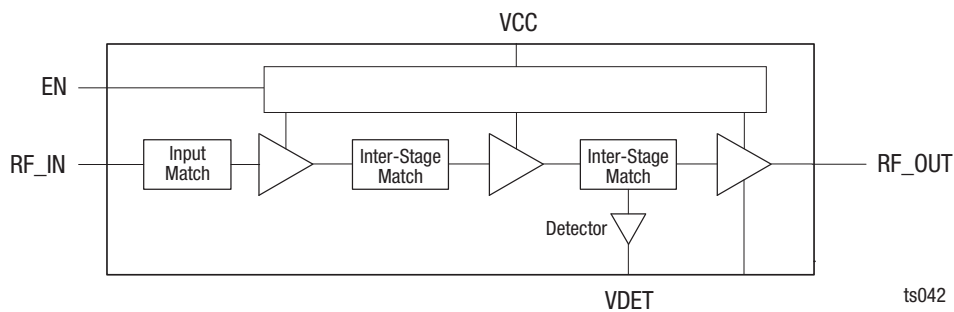 VCC
EN
RF_IN
Input
Match
Inter-Stage
Match
Inter-Stage
Match
RF_OUT
Detector
VDET
ts042